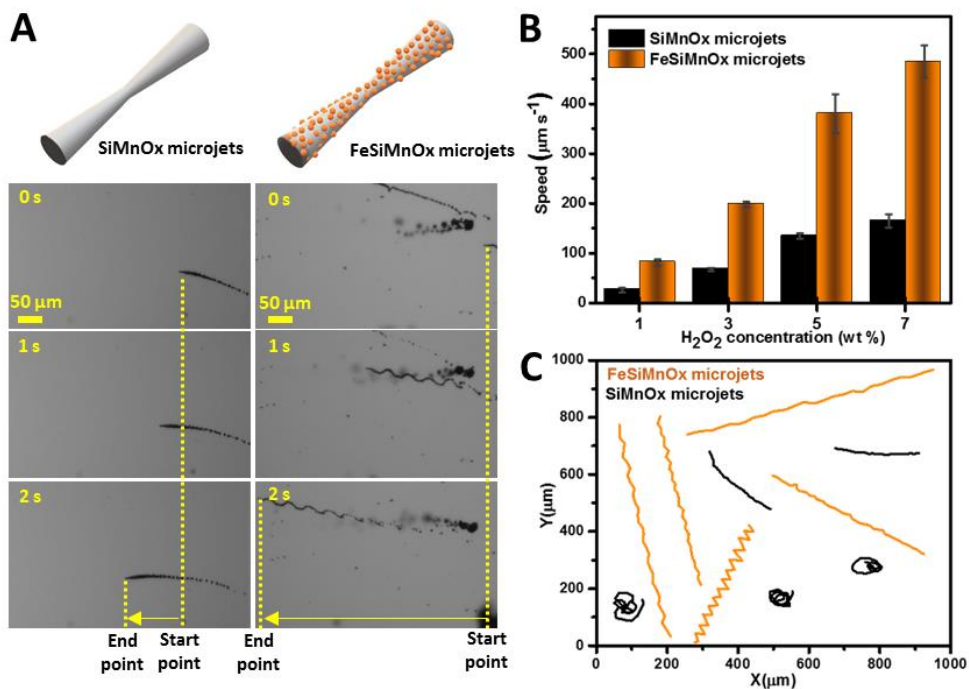 A
SiMnOx microjets
FeSiMnOx microjets
0 s
50 µm
0 s
50 µm
1 s
1 s
2 s
2 s
End point
Start point
End point
Start point
B
SiMnOx microjets
FeSiMnOx microjets
Speed (µm s⁻¹)
500
400
300
200
100
0
1 3 5 7
H₂O₂ concentration (wt %)
C
FeSiMnOx microjets
SiMnOx microjets
Y(µm)
1000
800
600
400
200
0
0 200 400 600 800 1000
X(µm)